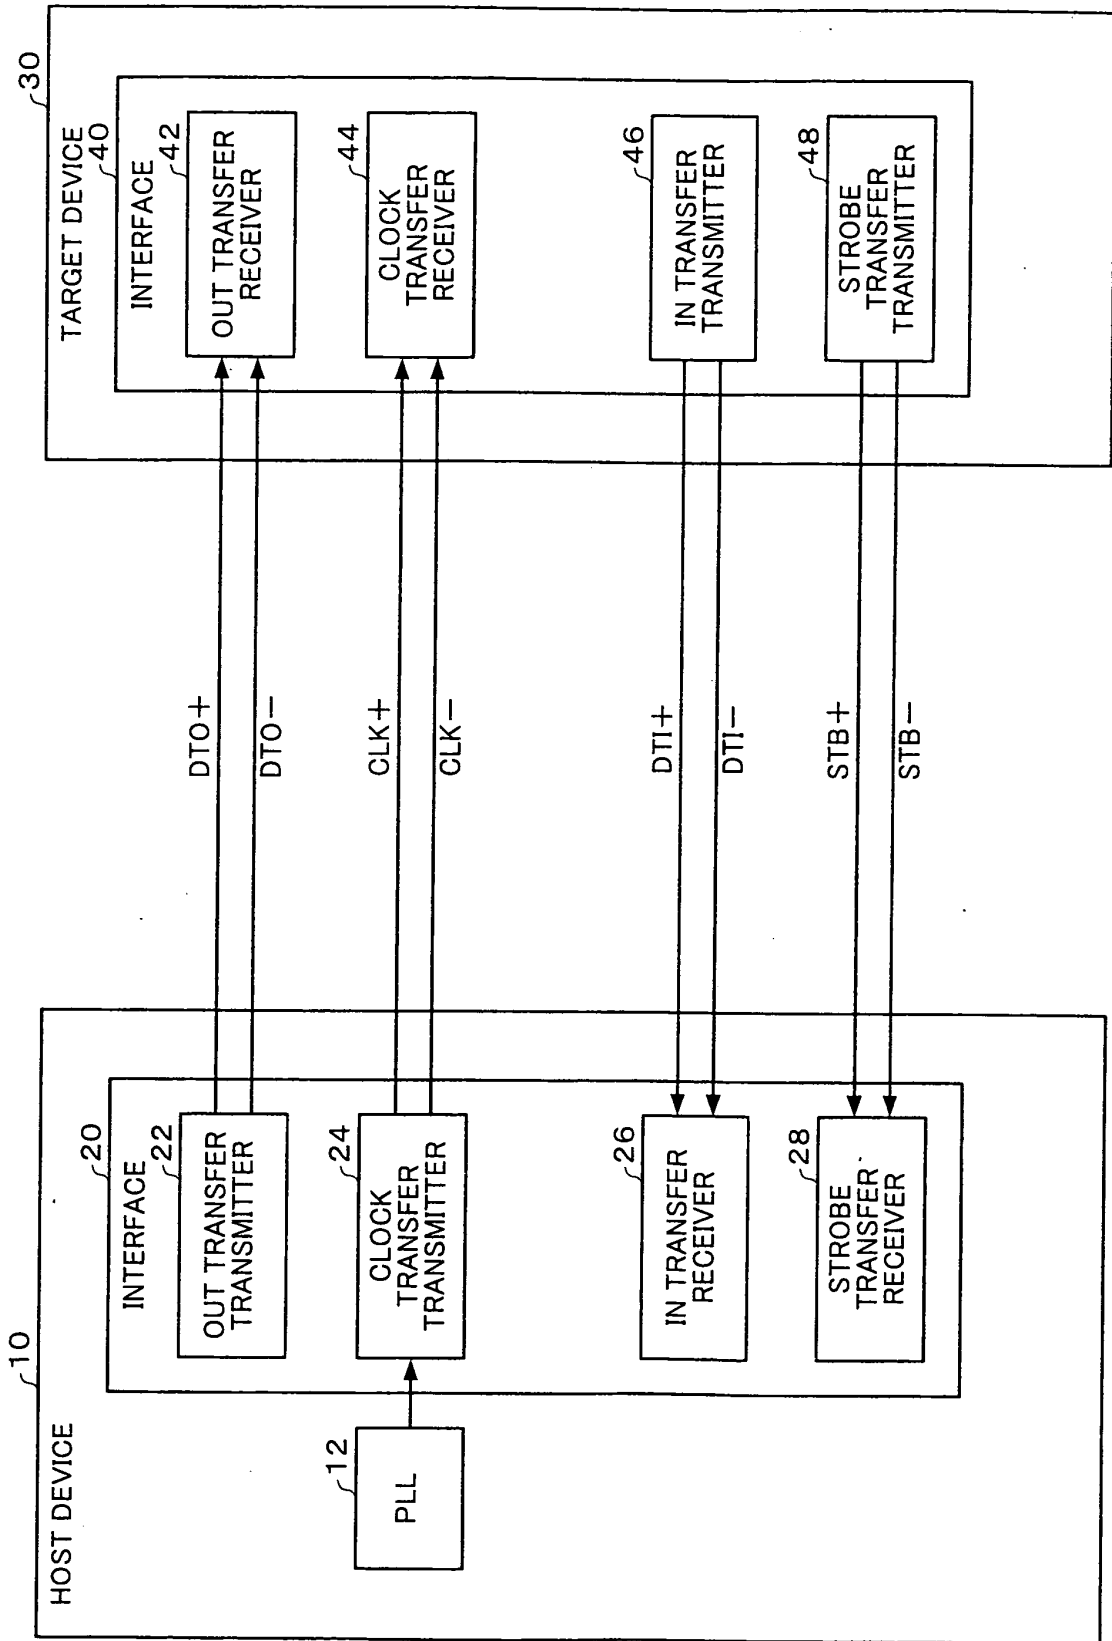 10
HOST DEVICE
20
INTERFACE
22
OUT TRANSFER
TRANSMITTER
12
PLL
24
CLOCK
TRANSFER
TRANSMITTER
26
IN TRANSFER
RECEIVER
28
STROBE
TRANSFER
RECEIVER
DTO+
DTO−
CLK+
CLK−
DTI+
DTI−
STB+
STB−
30
TARGET DEVICE
40
INTERFACE
42
OUT TRANSFER
RECEIVER
44
CLOCK
TRANSFER
RECEIVER
46
IN TRANSFER
TRANSMITTER
48
STROBE
TRANSFER
TRANSMITTER